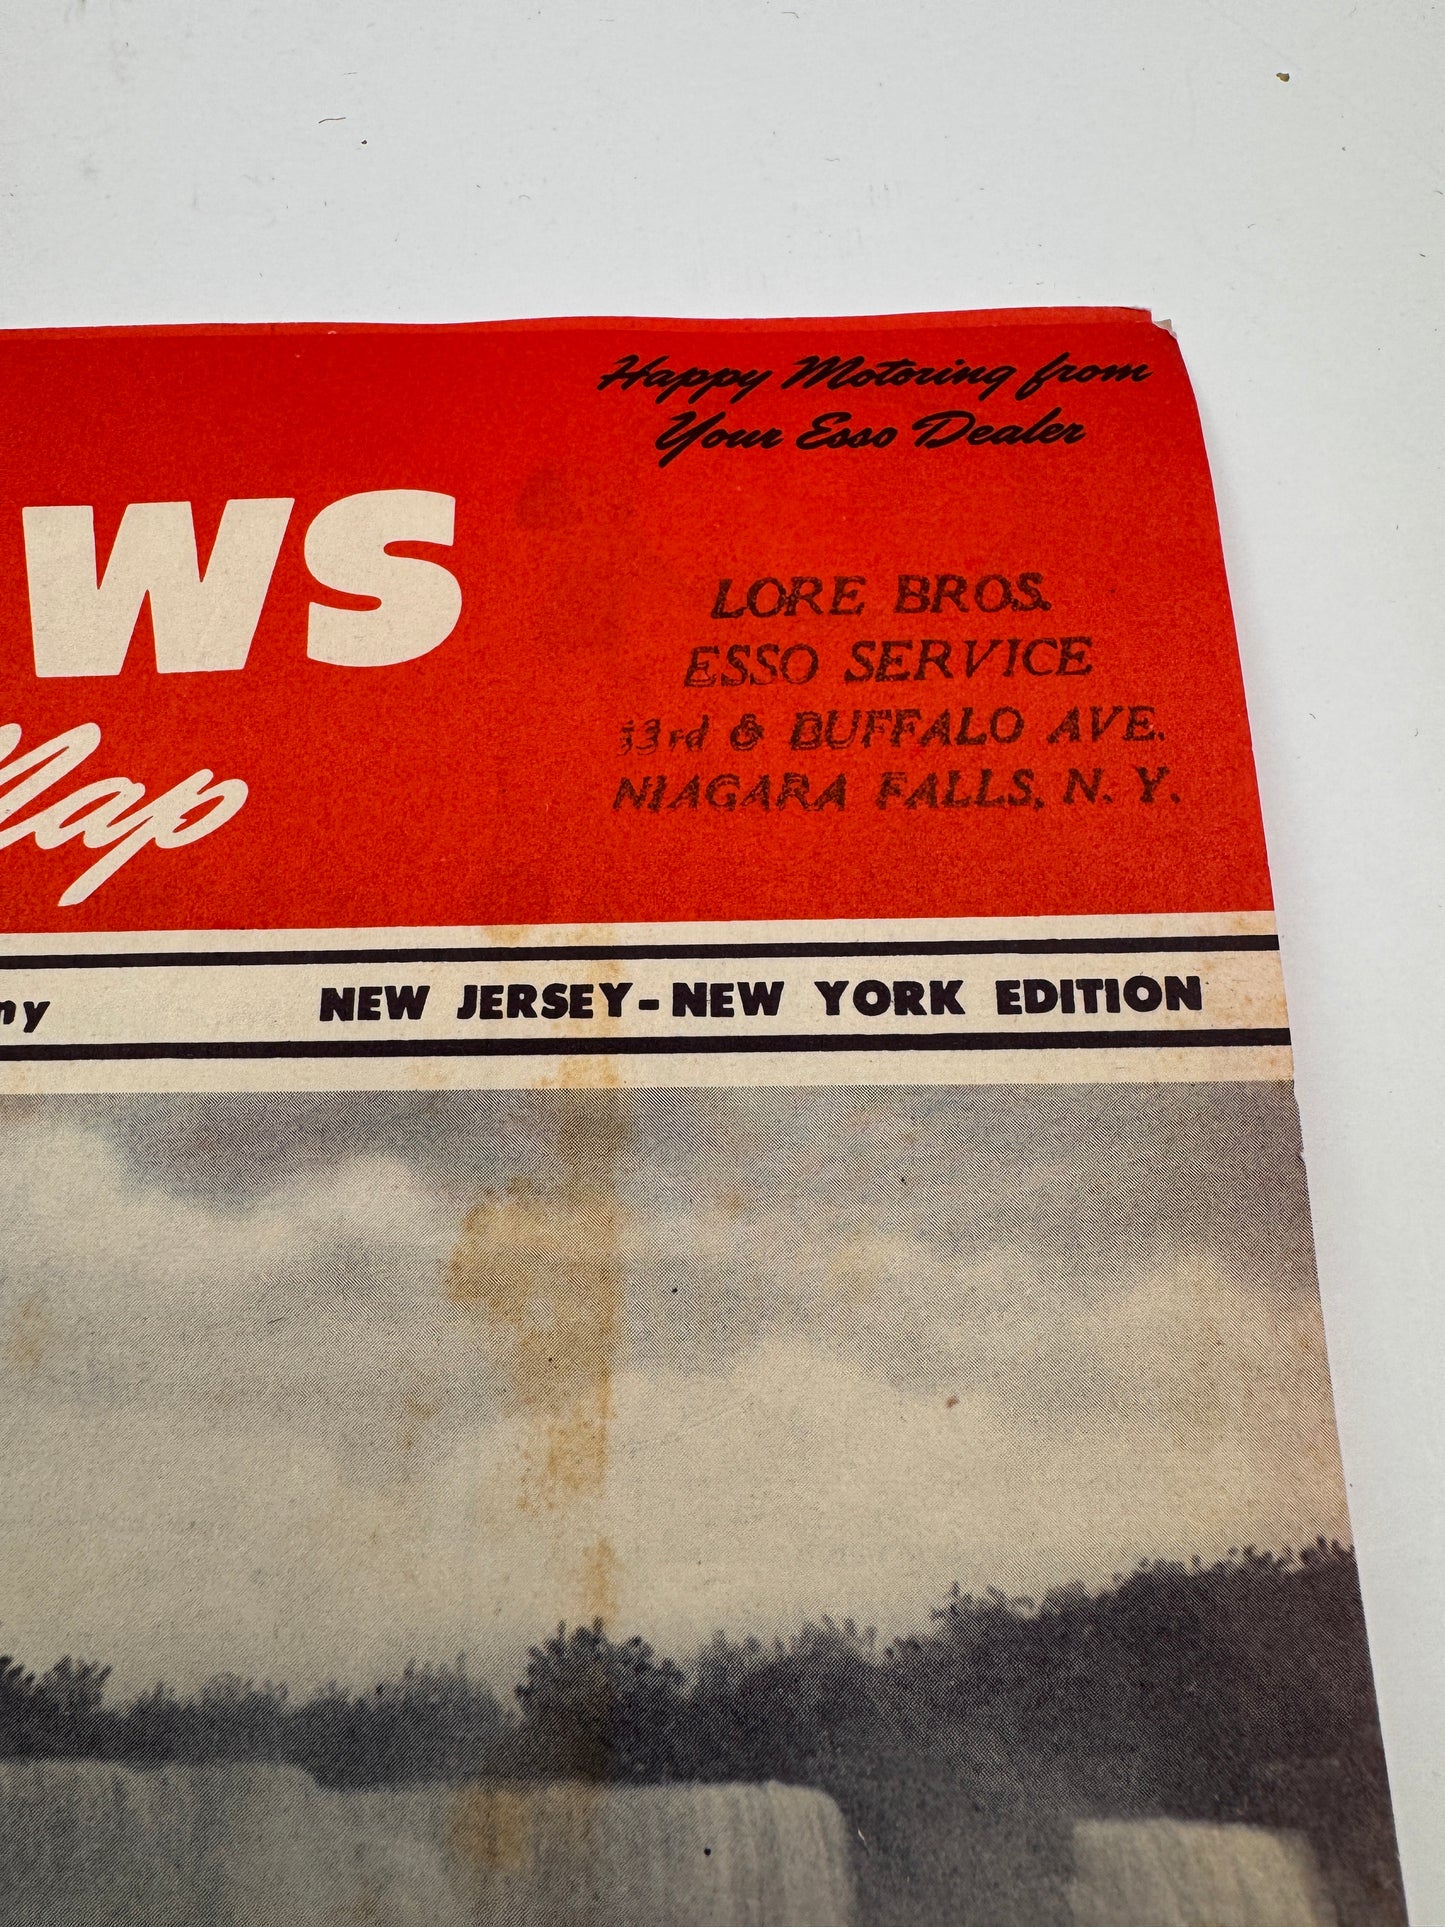 Happy Motoring from
Your Esso Dealer
WS
LORE BROS.
ESSO SERVICE
& BUFFALO AVE.
NIAGARA FALLS, N. Y.
Map
ny
NEW JERSEY-NEW YORK EDITION